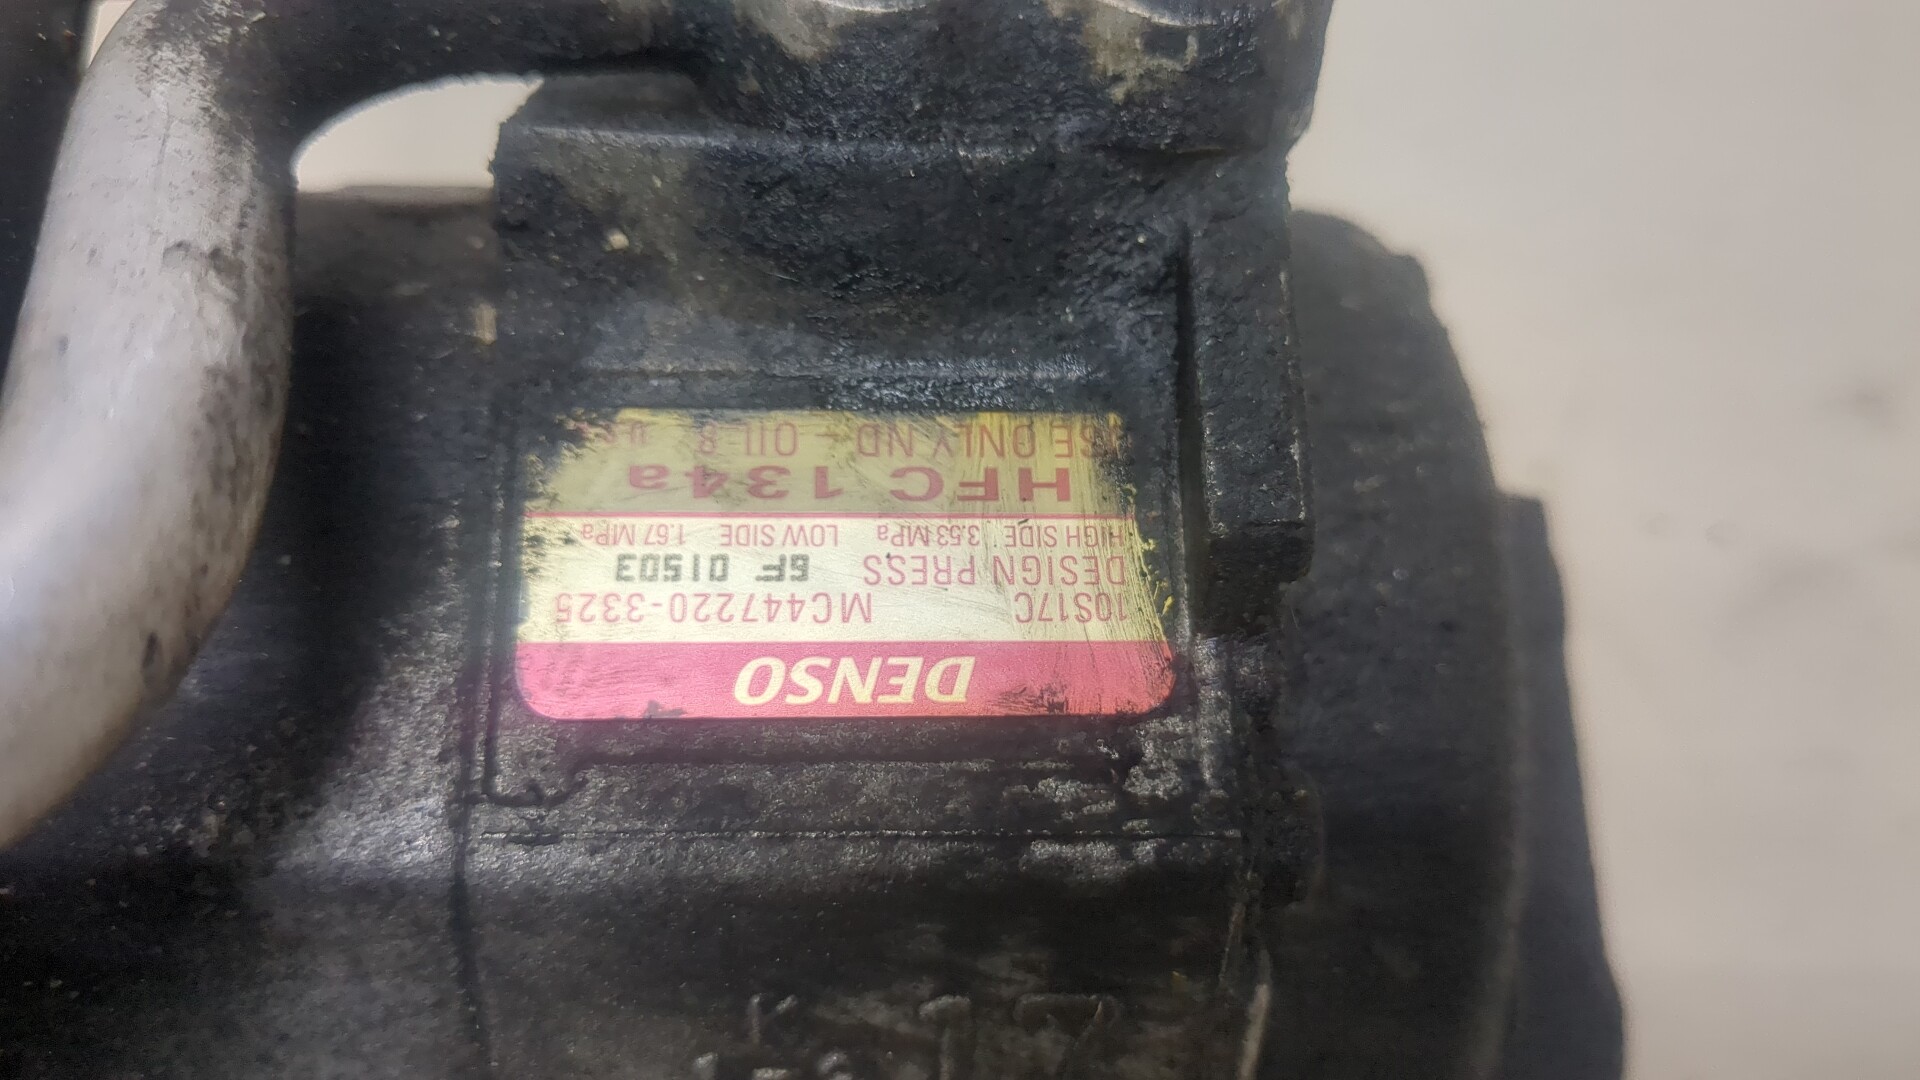 DENSO
10S17C MC447220-3325
DESIGN PRESS 6F 01503
HIGH SIDE 3.53 MPa LOW SIDE 1.67 MPa
HFC 134a
ONLY ND - OIL 8